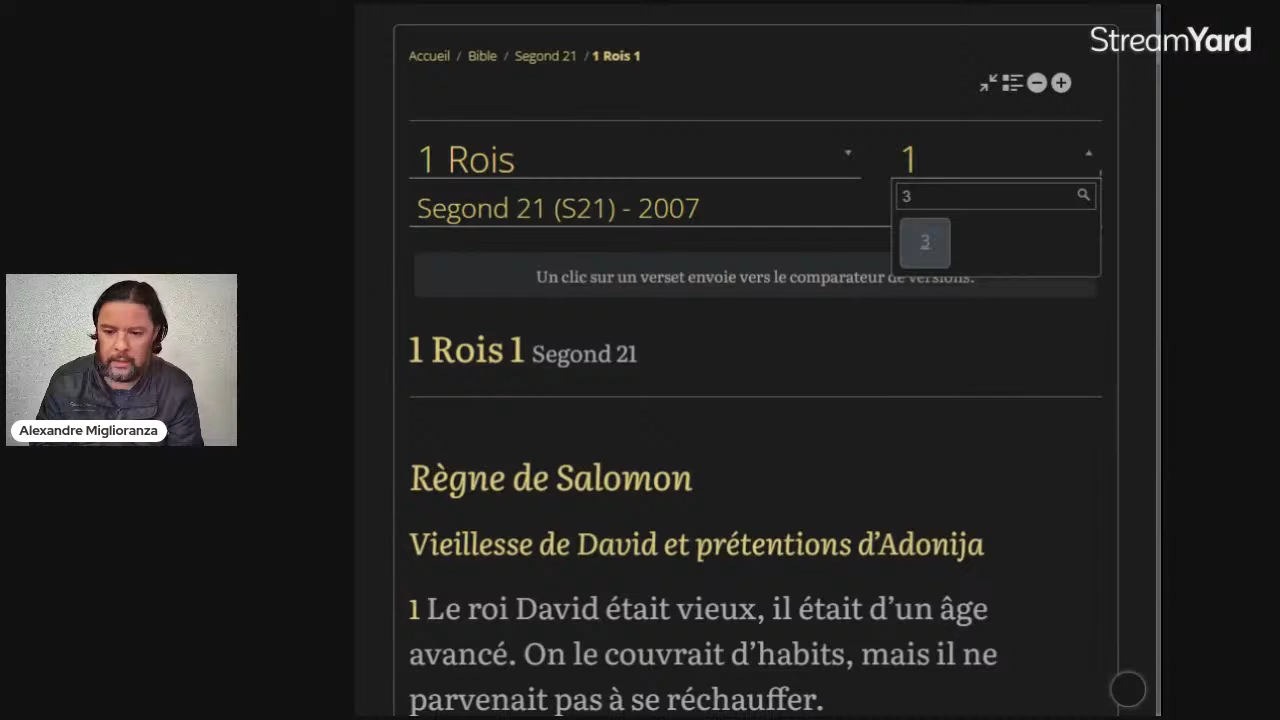 StreamYard
Accueil / Bible / Segond 21 / 1 Rois 1
1 Rois
1
3
3
Segond 21 (S21) - 2007
Un clic sur un verset envoie vers le comparateur de versions.
1 Rois 1 Segond 21
Règne de Salomon
Vieillesse de David et prétentions d’Adonija
1 Le roi David était vieux, il était d’un âge
avancé. On le couvrait d’habits, mais il ne
parvenait pas à se réchauffer.
Alexandre Miglioranza